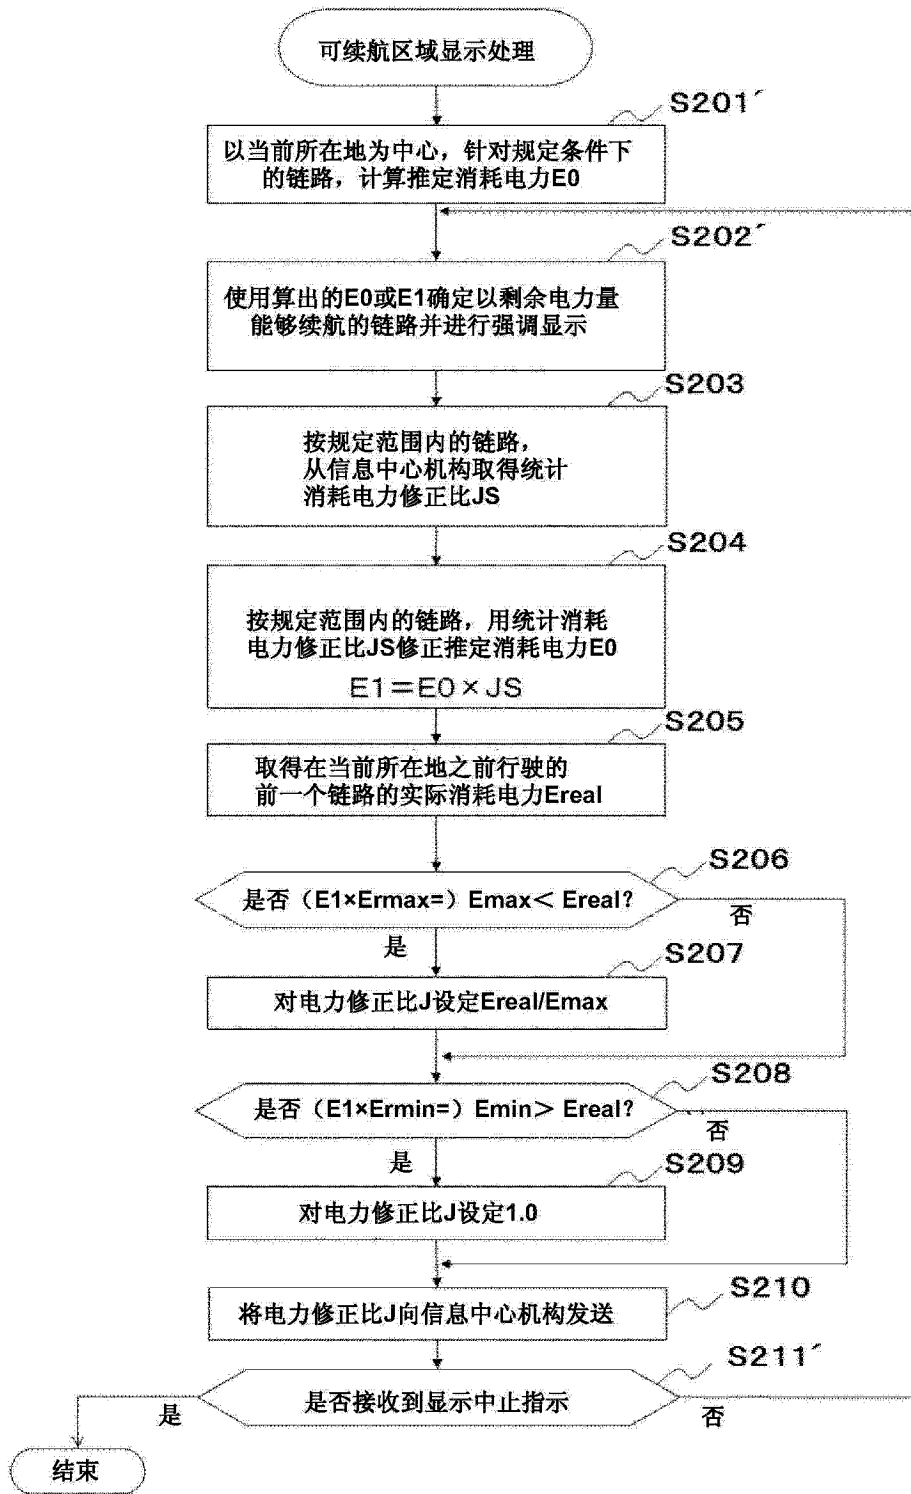 可续航区域显示处理
S201´
以当前所在地为中心，针对规定条件下
的链路，计算推定消耗电力E0
S202´
使用算出的E0或E1确定以剩余电力量
能够续航的链路并进行强调显示
S203
按规定范围内的链路，
从信息中心机构取得统计
消耗电力修正比JS
S204
按规定范围内的链路，用统计消耗
电力修正比JS修正推定消耗电力E0
E1＝E0×JS
S205
取得在当前所在地之前行驶的
前一个链路的实际消耗电力Ereal
S206
是否（E1×Ermax=）Emax＜ Ereal?
否
是
S207
对电力修正比J设定Ereal/Emax
S208
是否（E1×Ermin=）Emin＞ Ereal?
否
是
S209
对电力修正比J设定1.0
S210
将电力修正比J向信息中心机构发送
S211´
是否接收到显示中止指示
是
否
结束